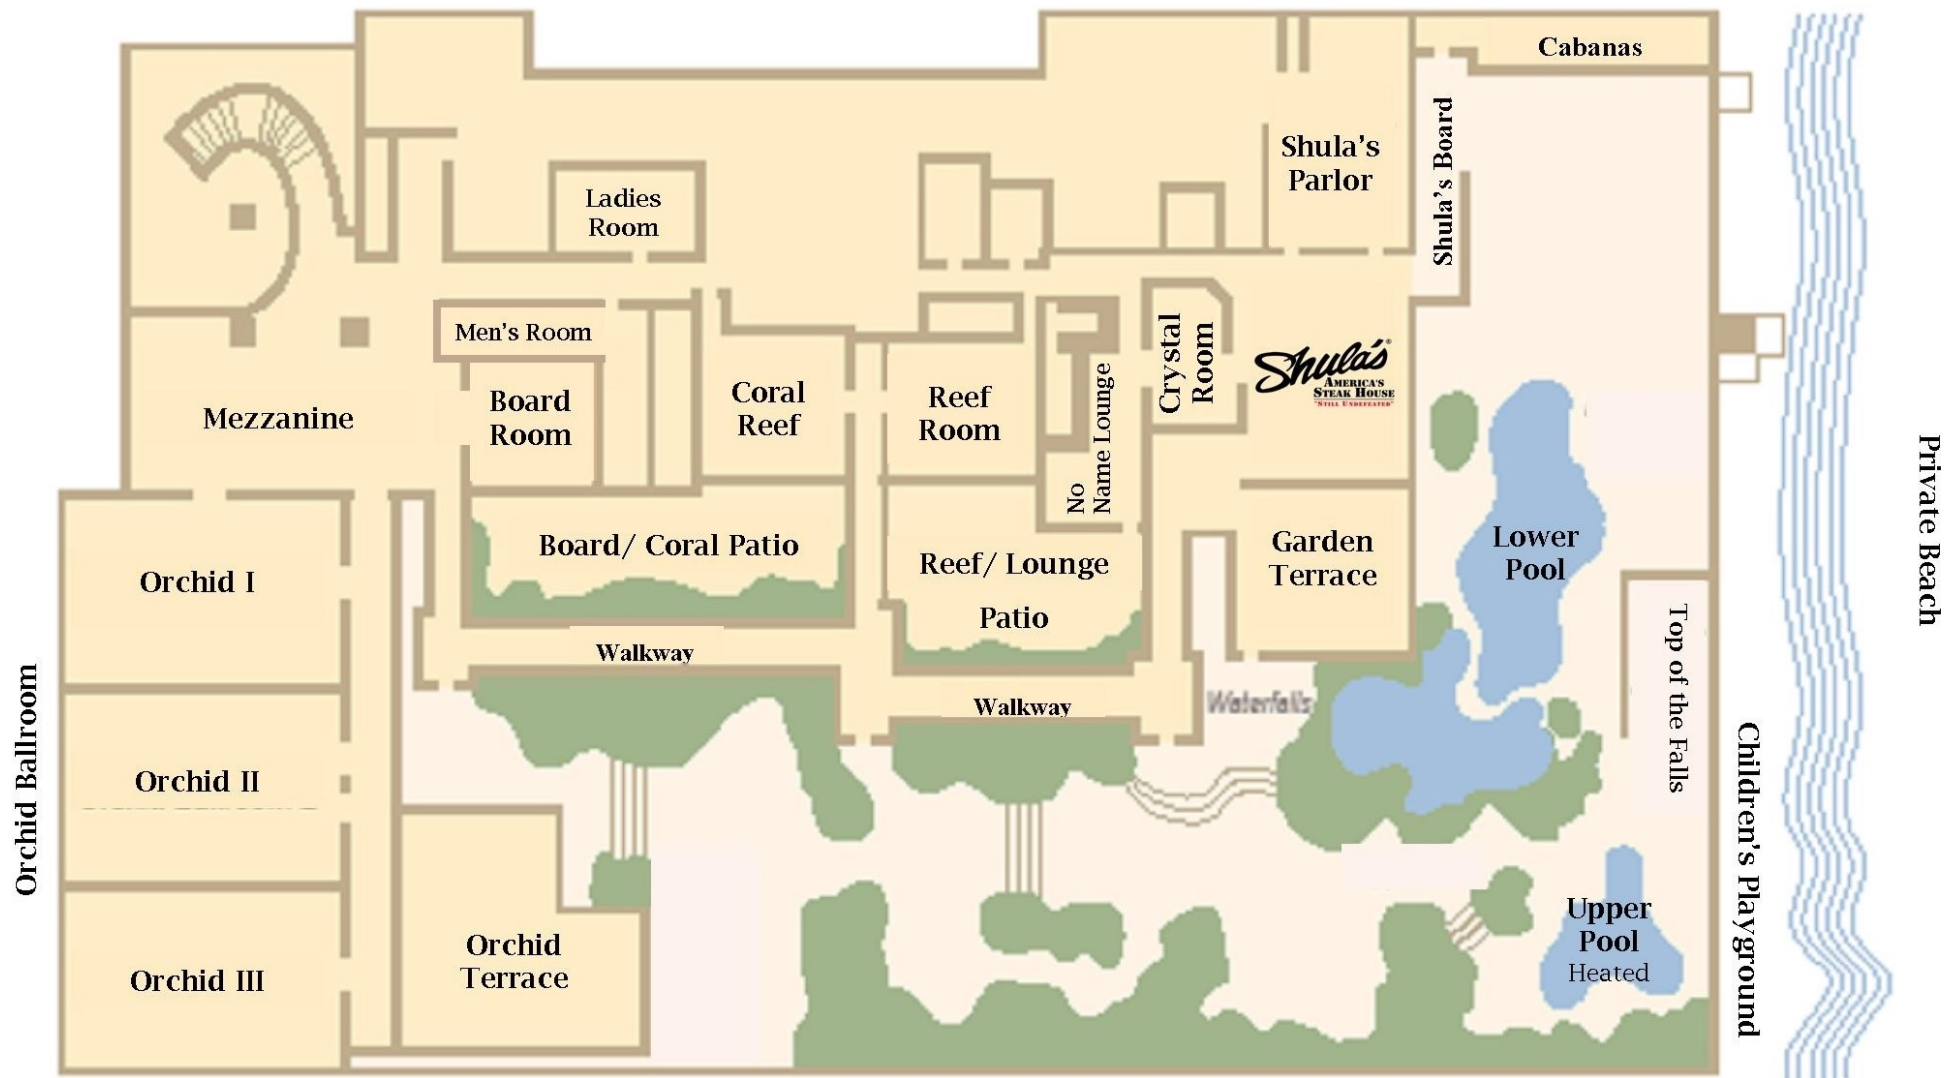 Cabanas
Shula's
Parlor
Shula's Board
Ladies
Room
Men's Room
Mezzanine
Board
Room
Coral
Reef
Reef
Room
No
Name Lounge
Crystal
Room
Shula's
AMERICA'S
STEAK HOUSE
"STILL UNDEFEATED"
Private Beach
Orchid I
Board/ Coral Patio
Reef/ Lounge
Patio
Garden
Terrace
Lower
Pool
Walkway
Walkway
Waterfalls
Top of the Falls
Orchid Ballroom
Orchid II
Children's Playground
Orchid III
Orchid
Terrace
Upper
Pool
Heated